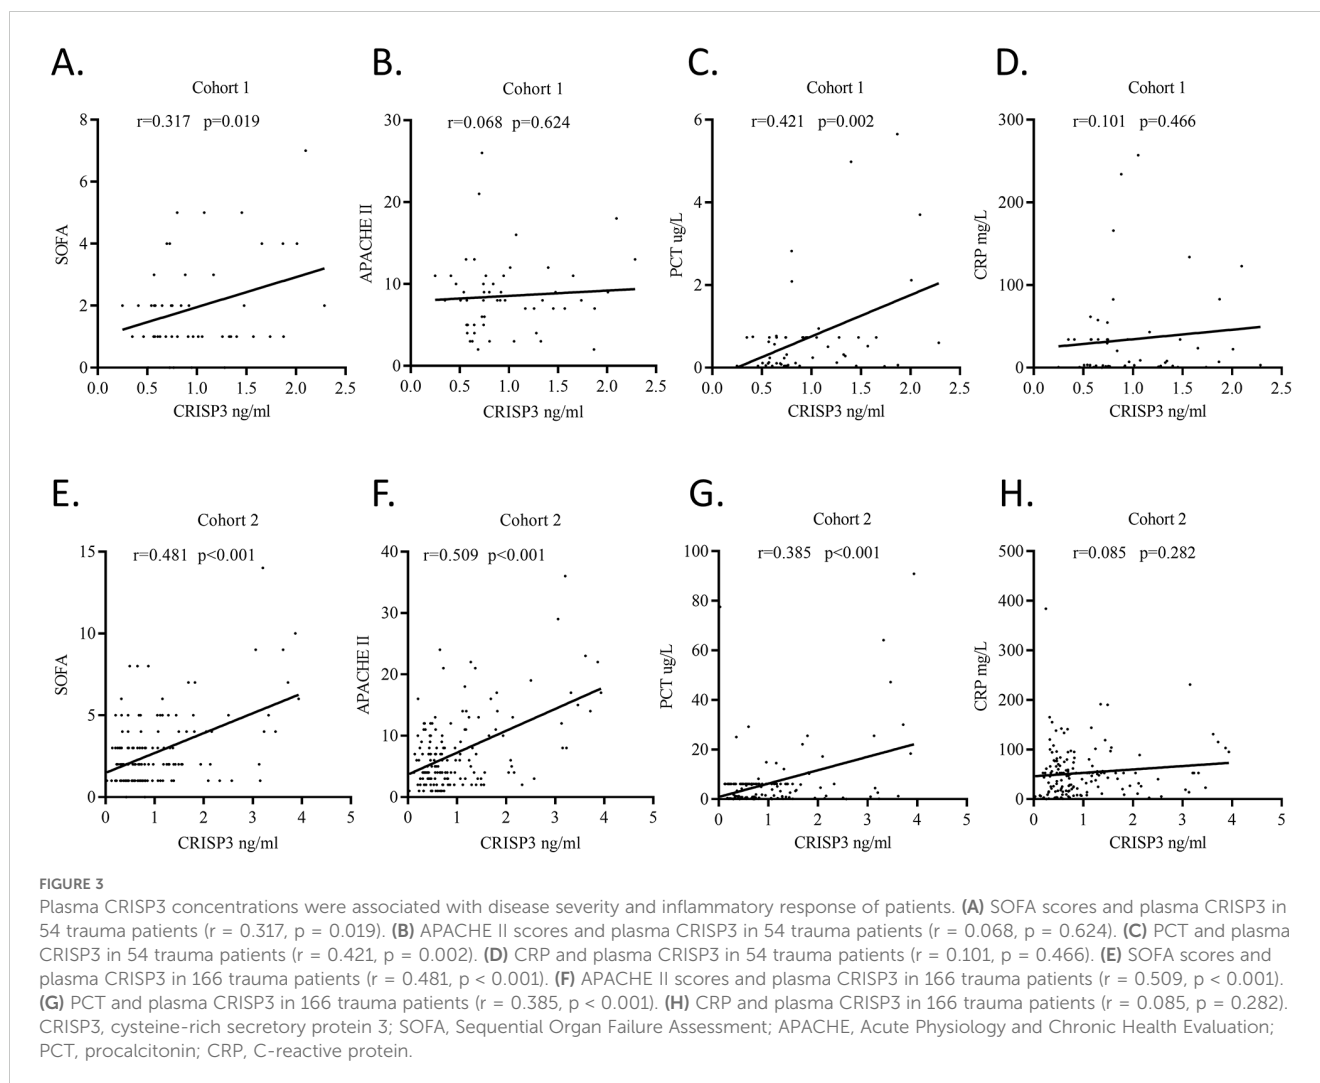 A.
Cohort 1
r=0.317 p=0.019
8
6
4
2
0
SOFA
0.0 0.5 1.0 1.5 2.0 2.5
CRISP3 ng/ml
B.
Cohort 1
r=0.068 p=0.624
30
20
10
0
APACHE II
0.0 0.5 1.0 1.5 2.0 2.5
CRISP3 ng/ml
C.
Cohort 1
r=0.421 p=0.002
6
4
2
0
PCT ug/L
0.0 0.5 1.0 1.5 2.0 2.5
CRISP3 ng/ml
D.
Cohort 1
r=0.101 p=0.466
300
200
100
0
CRP mg/L
0.0 0.5 1.0 1.5 2.0 2.5
CRISP3 ng/ml
E.
Cohort 2
r=0.481 p<0.001
15
10
5
0
SOFA
0 1 2 3 4 5
CRISP3 ng/ml
F.
Cohort 2
r=0.509 p<0.001
40
30
20
10
0
APACHE II
0 1 2 3 4 5
CRISP3 ng/ml
G.
Cohort 2
r=0.385 p<0.001
100
80
60
40
20
0
PCT ug/L
0 1 2 3 4 5
CRISP3 ng/ml
H.
Cohort 2
r=0.085 p=0.282
500
400
300
200
100
0
CRP mg/L
0 1 2 3 4 5
CRISP3 ng/ml
FIGURE 3
Plasma CRISP3 concentrations were associated with disease severity and inflammatory response of patients. (A) SOFA scores and plasma CRISP3 in
54 trauma patients (r = 0.317, p = 0.019). (B) APACHE II scores and plasma CRISP3 in 54 trauma patients (r = 0.068, p = 0.624). (C) PCT and plasma
CRISP3 in 54 trauma patients (r = 0.421, p = 0.002). (D) CRP and plasma CRISP3 in 54 trauma patients (r = 0.101, p = 0.466). (E) SOFA scores and
plasma CRISP3 in 166 trauma patients (r = 0.481, p < 0.001). (F) APACHE II scores and plasma CRISP3 in 166 trauma patients (r = 0.509, p < 0.001).
(G) PCT and plasma CRISP3 in 166 trauma patients (r = 0.385, p < 0.001). (H) CRP and plasma CRISP3 in 166 trauma patients (r = 0.085, p = 0.282).
CRISP3, cysteine-rich secretory protein 3; SOFA, Sequential Organ Failure Assessment; APACHE, Acute Physiology and Chronic Health Evaluation;
PCT, procalcitonin; CRP, C-reactive protein.